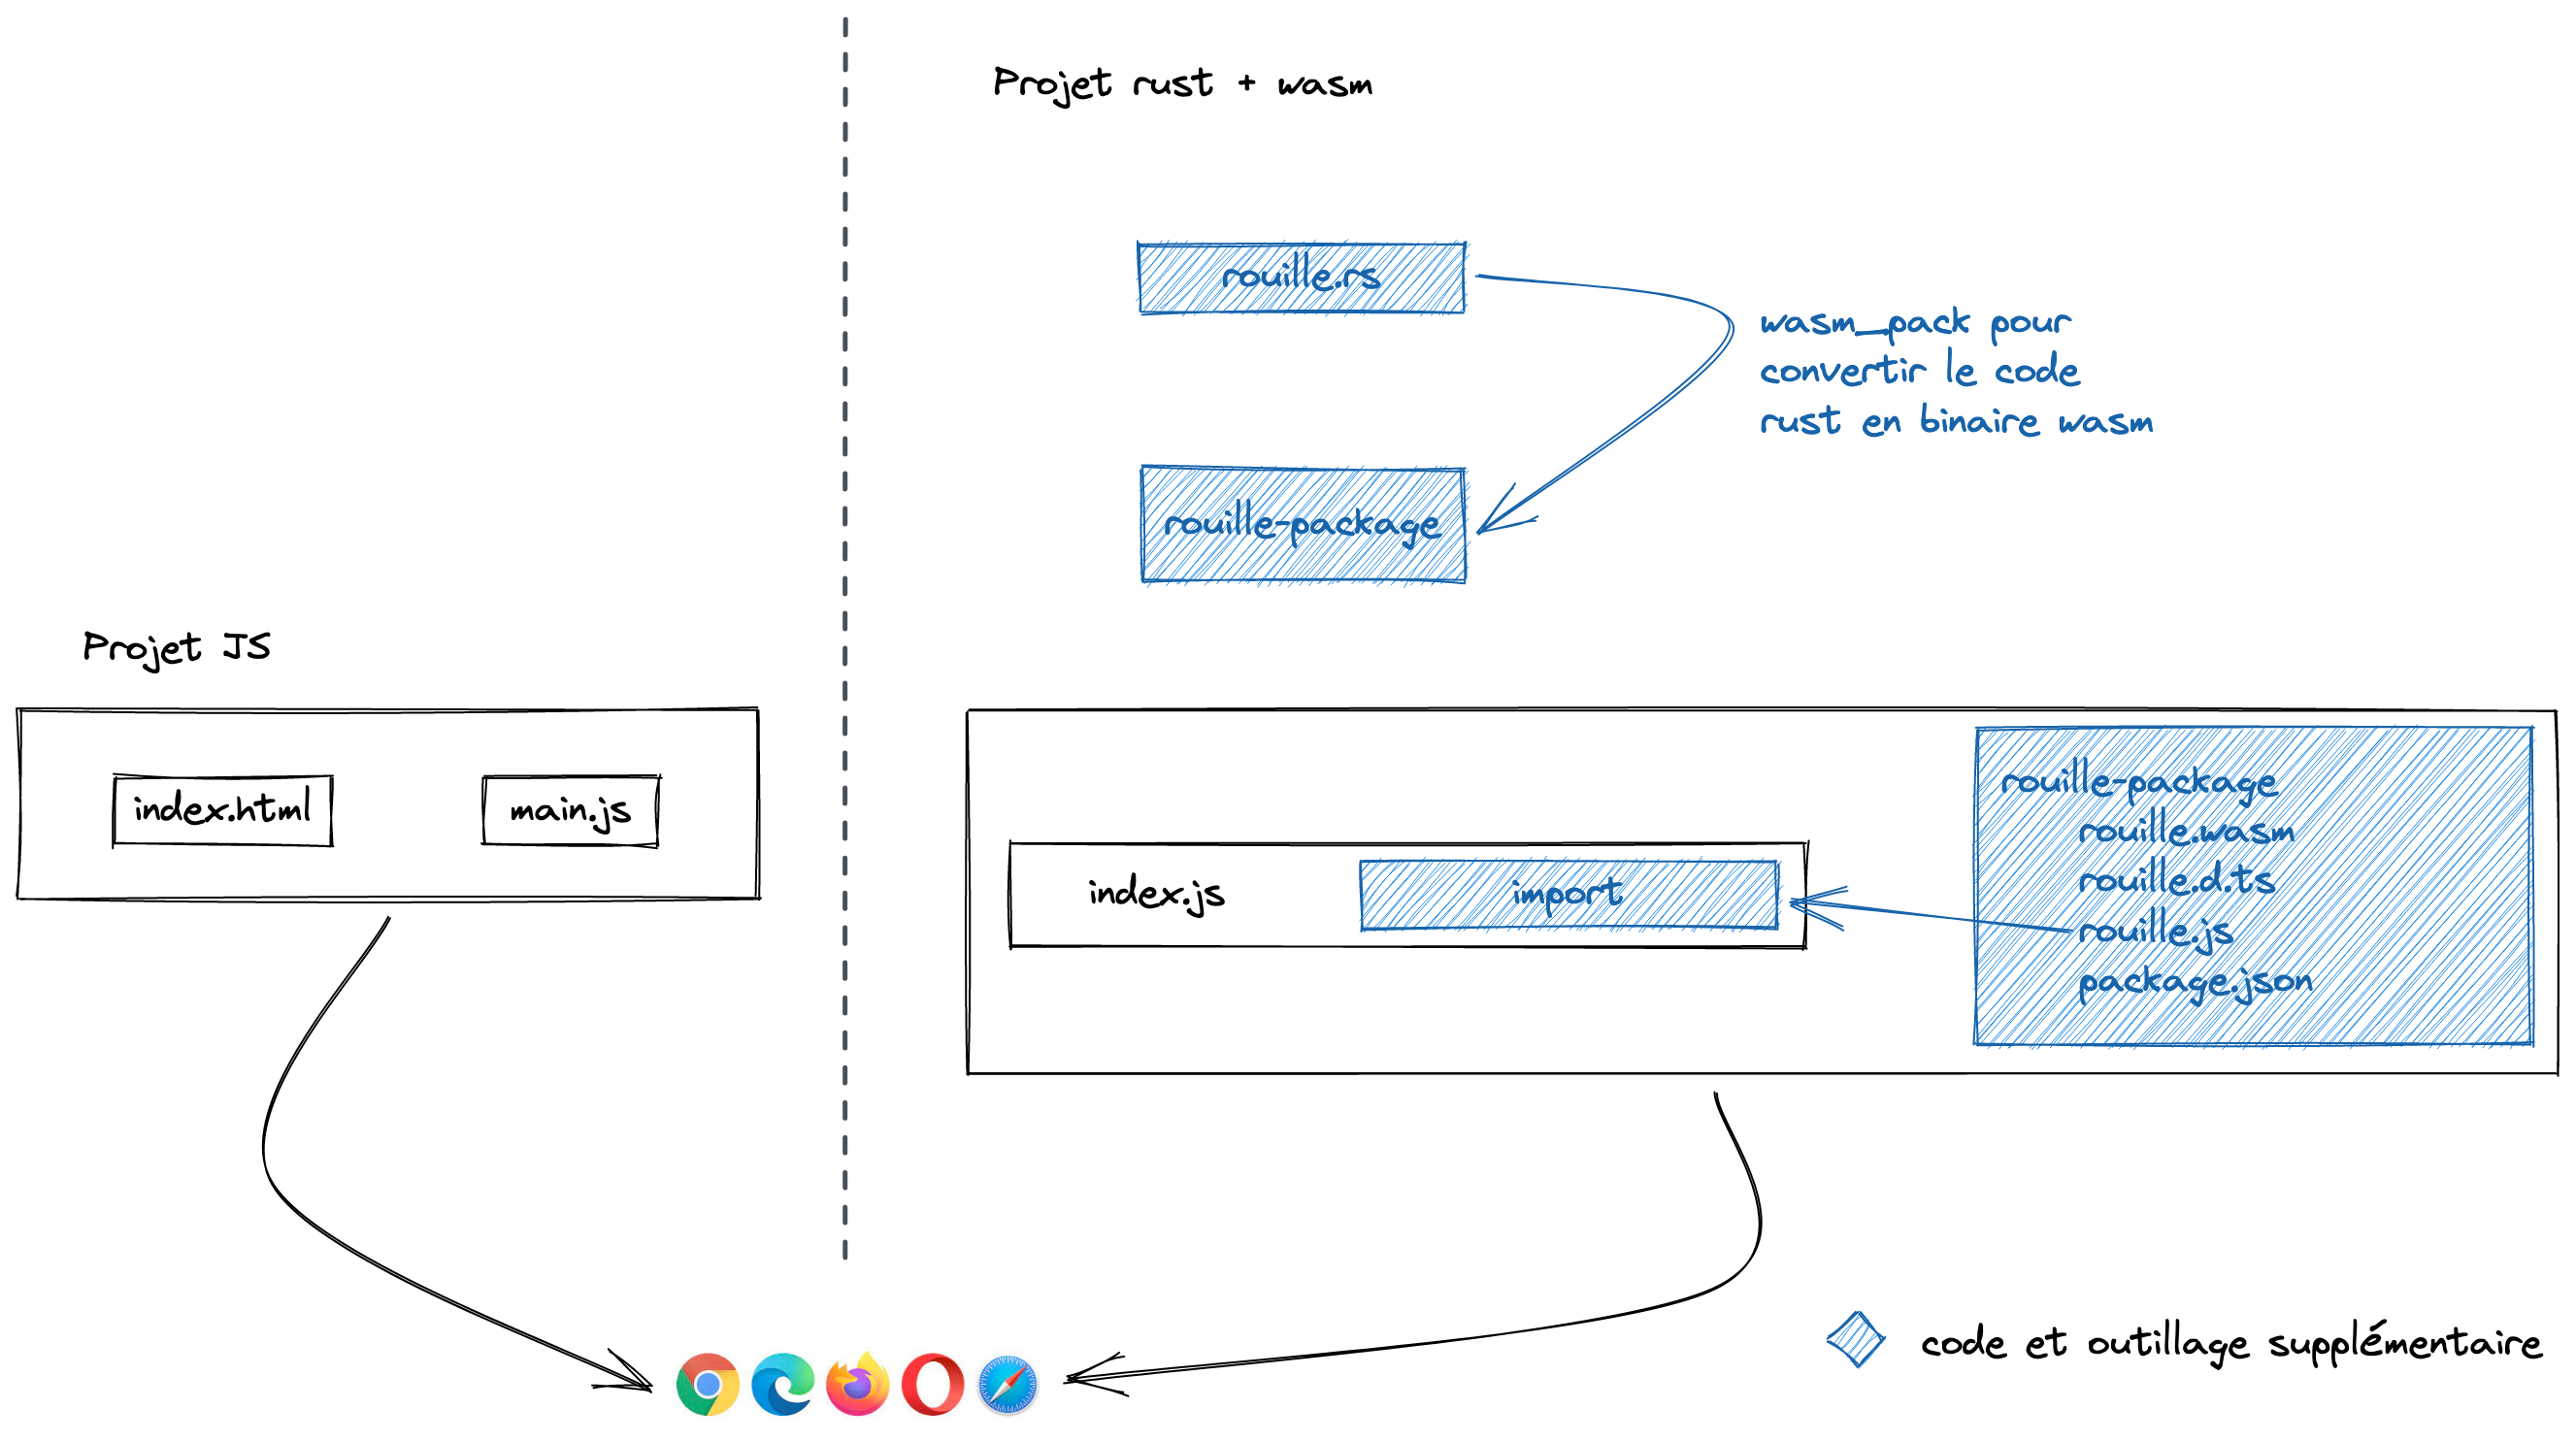 Projet rust + wasm
rouille.rs
wasm_pack pour
convertir le code
rust en binaire wasm
rouille-package
Projet JS
index.html
main.js
index.js
import
rouille-package
rouille.wasm
rouille.d.ts
rouille.js
package.json
code et outillage supplémentaire